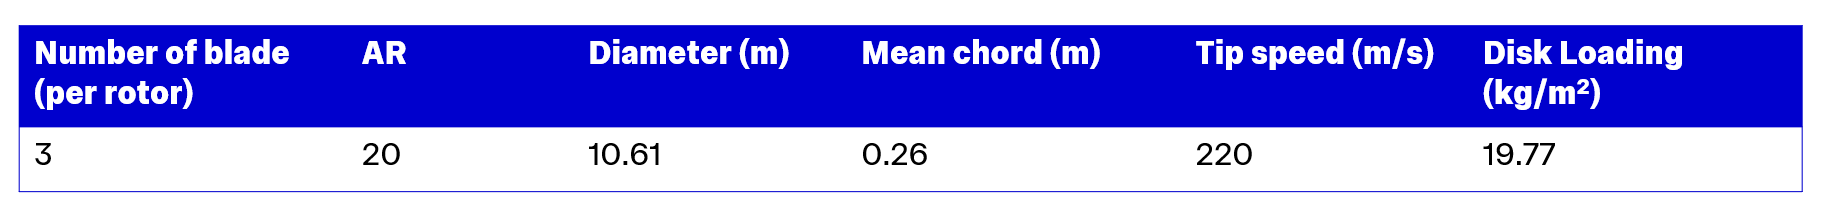 Number of blade (per rotor)
AR
Diameter (m)
Mean chord (m)
Tip speed (m/s)
Disk Loading (kg/m²)
3
20
10.61
0.26
220
19.77